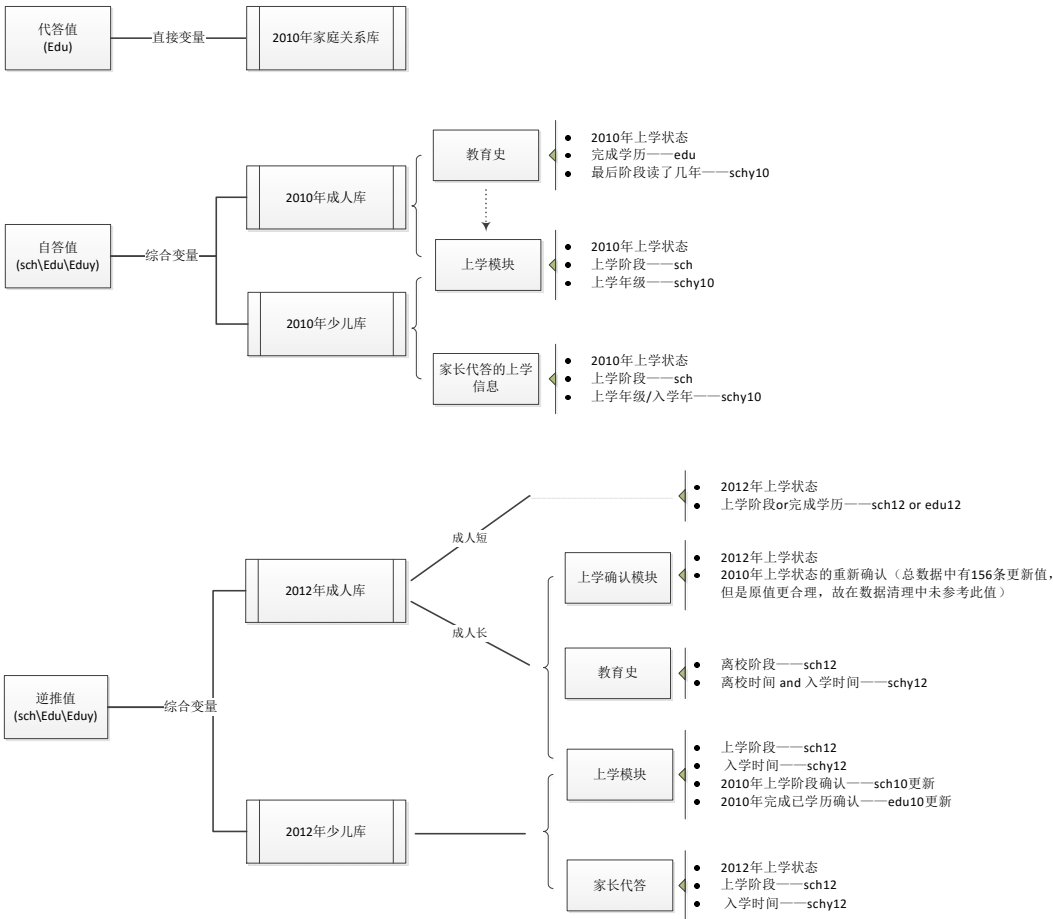 代答值
(Edu)
直接变量
2010年家庭关系库
自答值
(sch\Edu\Eduy)
综合变量
2010年成人库
2010年少儿库
教育史
2010年上学状态
完成学历——edu
最后阶段读了几年——schy10
上学模块
2010年上学状态
上学阶段——sch
上学年级——schy10
家长代答的上学
信息
2010年上学状态
上学阶段——sch
上学年级/入学年——schy10
逆推值
(sch\Edu\Eduy)
综合变量
2012年成人库
成人短
2012年上学状态
上学阶段or完成学历——sch12 or edu12
成人长
上学确认模块
2012年上学状态
2010年上学状态的重新确认（总数据中有156条更新值，
但是原值更合理，故在数据清理中未参考此值）
教育史
离校阶段——sch12
离校时间 and 入学时间——schy12
上学模块
上学阶段——sch12
入学时间——schy12
2010年上学阶段确认——sch10更新
2010年完成已学历确认——edu10更新
2012年少儿库
家长代答
2012年上学状态
上学阶段——sch12
入学时间——schy12